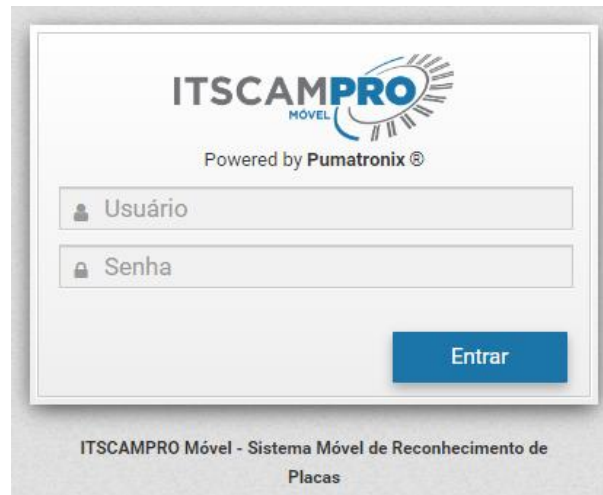 ITSCAMPRO
MÓVEL
Powered by Pumatronix ®
Usuário
Senha
Entrar
ITSCAMPRO Móvel - Sistema Móvel de Reconhecimento de
Placas